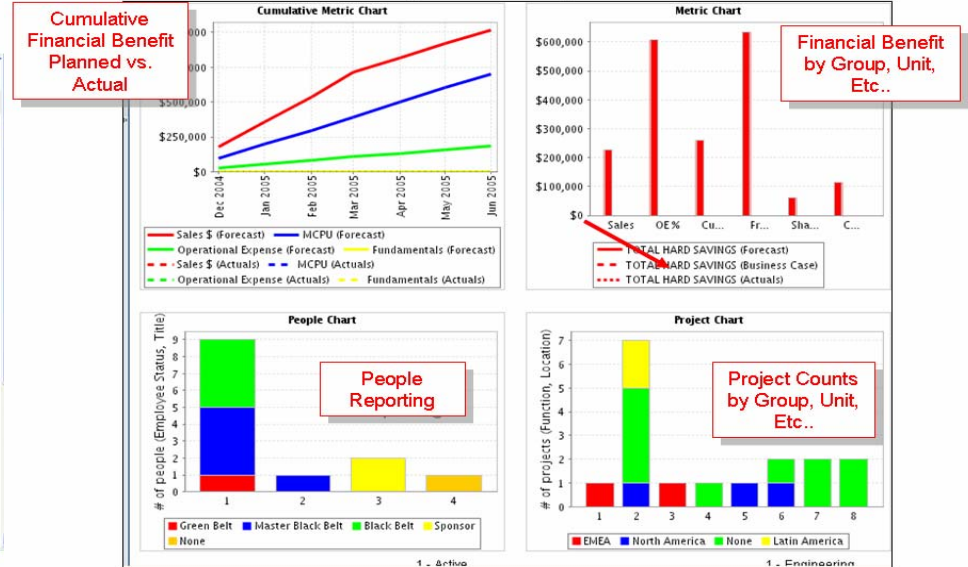 Cumulative Metric Chart
Cumulative
Financial Benefit
Planned vs.
Actual
$250,000
$0
Dec 2004
Jan 2005
Feb 2005
Mar 2005
Apr 2005
May 2005
Jun 2005
Sales $ (Forecast) MCPU (Forecast)
Operational Expense (Forecast) Fundamentals (Forecast)
Sales $ (Actuals) MCPU (Actuals)
Operational Expense (Actuals) Fundamentals (Actuals)
Metric Chart
Financial Benefit
by Group, Unit,
Etc..
$600,000
$500,000
$400,000
$300,000
$200,000
$100,000
$0
Sales OE% Cu... Fr... Sha... C...
TOTAL HARD SAVINGS (Forecast)
TOTAL HARD SAVINGS (Business Case)
TOTAL HARD SAVINGS (Actuals)
People Chart
# of people (Employee Status, Title)
9
8
7
6
5
4
3
2
1
0
People
Reporting
1 2 3 4
Green Belt Master Black Belt Black Belt Sponsor
None
1 - Active
Project Chart
# of projects (Function, Location)
7
6
5
4
3
2
1
0
Project Counts
by Group, Unit,
Etc..
1 2 3 4 5 6 7 8
EMEA North America None Latin America
1 - Engineering